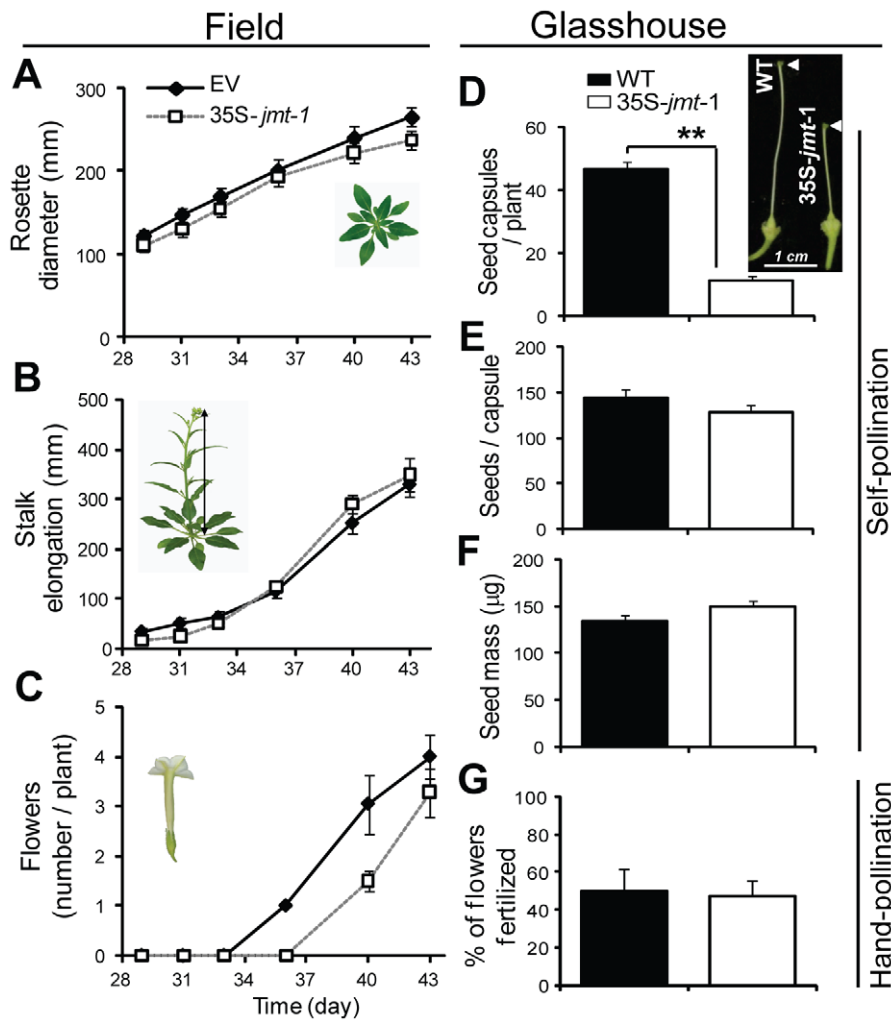 Field
Glasshouse
A
EV
35S-jmt-1
Rosette
diameter (mm)
300
200
100
0
28 31 34 37 40 43
B
Stalk
elongation (mm)
500
400
300
200
100
0
28 31 34 37 40 43
C
Flowers
(number / plant)
5
4
3
2
1
0
28 31 34 37 40 43
Time (day)
D
WT
35S-jmt-1
Seed capsules
/ plant
60
40
20
0
**
WT
35S-jmt-1
1 cm
E
Seeds / capsule
200
150
100
50
0
F
Seed mass (µg)
200
150
100
50
0
Self-pollination
G
% of flowers
fertilized
100
80
60
40
20
0
Hand-pollination